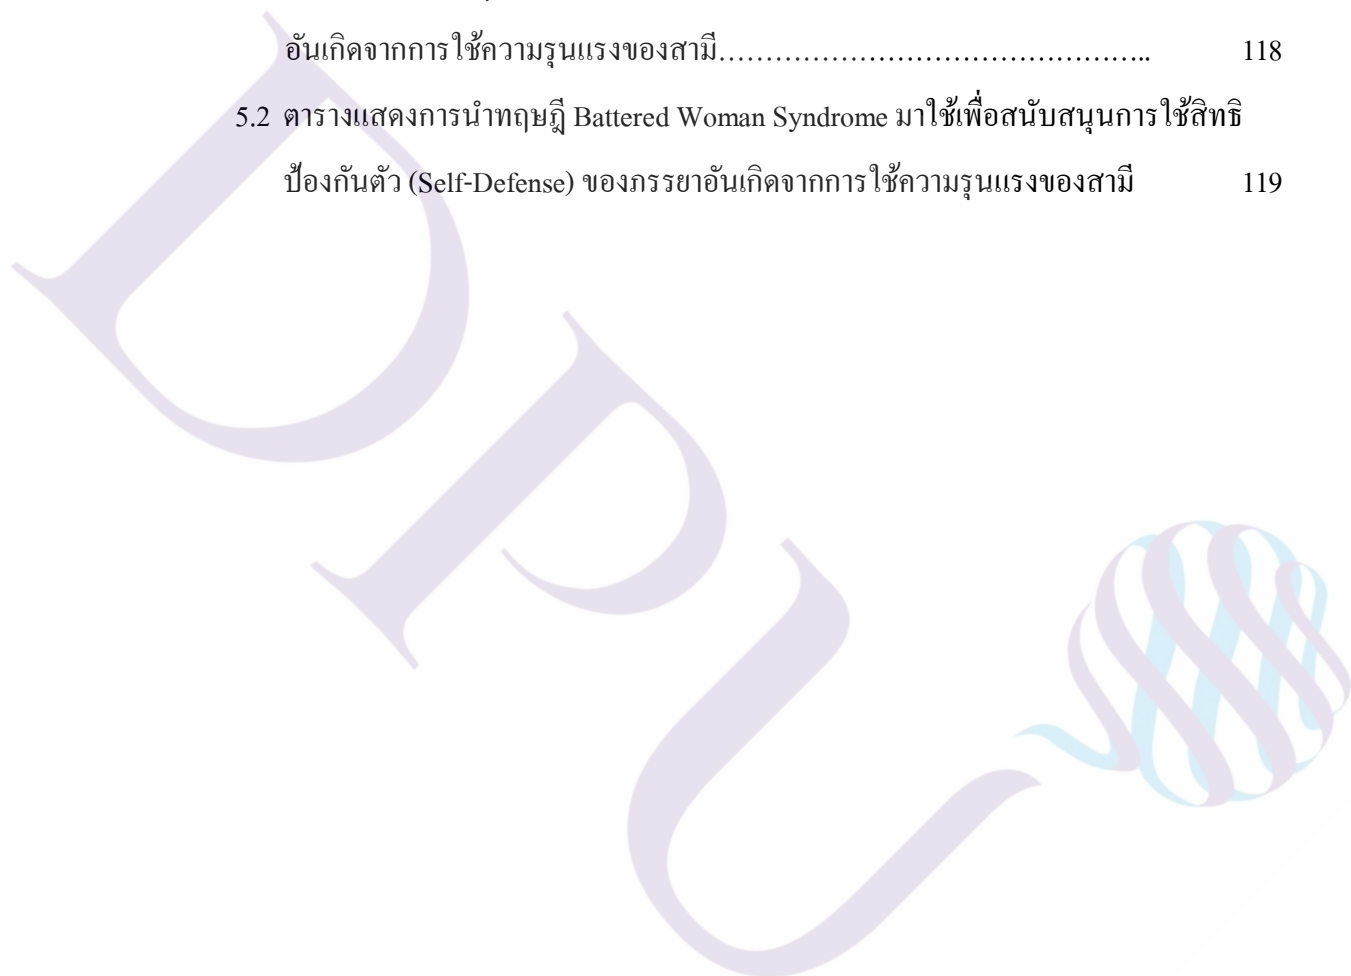 อันเกิดจากการใช้ความรุนแรงของสามี……………………………………….. 118
5.2 ตารางแสดงการนำทฤษฎี Battered Woman Syndrome มาใช้เพื่อสนับสนุนการใช้สิทธิ
ป้องกันตัว (Self-Defense) ของภรรยาอันเกิดจากการใช้ความรุนแรงของสามี 119
DPU